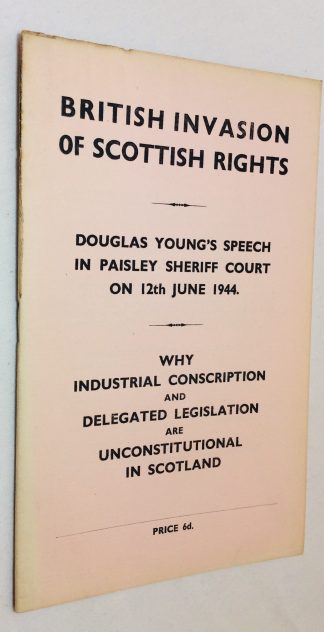 BRITISH INVASION
OF SCOTTISH RIGHTS
DOUGLAS YOUNG'S SPEECH
IN PAISLEY SHERIFF COURT
ON 12th JUNE 1944.
WHY
INDUSTRIAL CONSCRIPTION
AND
DELEGATED LEGISLATION
ARE
UNCONSTITUTIONAL
IN SCOTLAND
PRICE 6d.